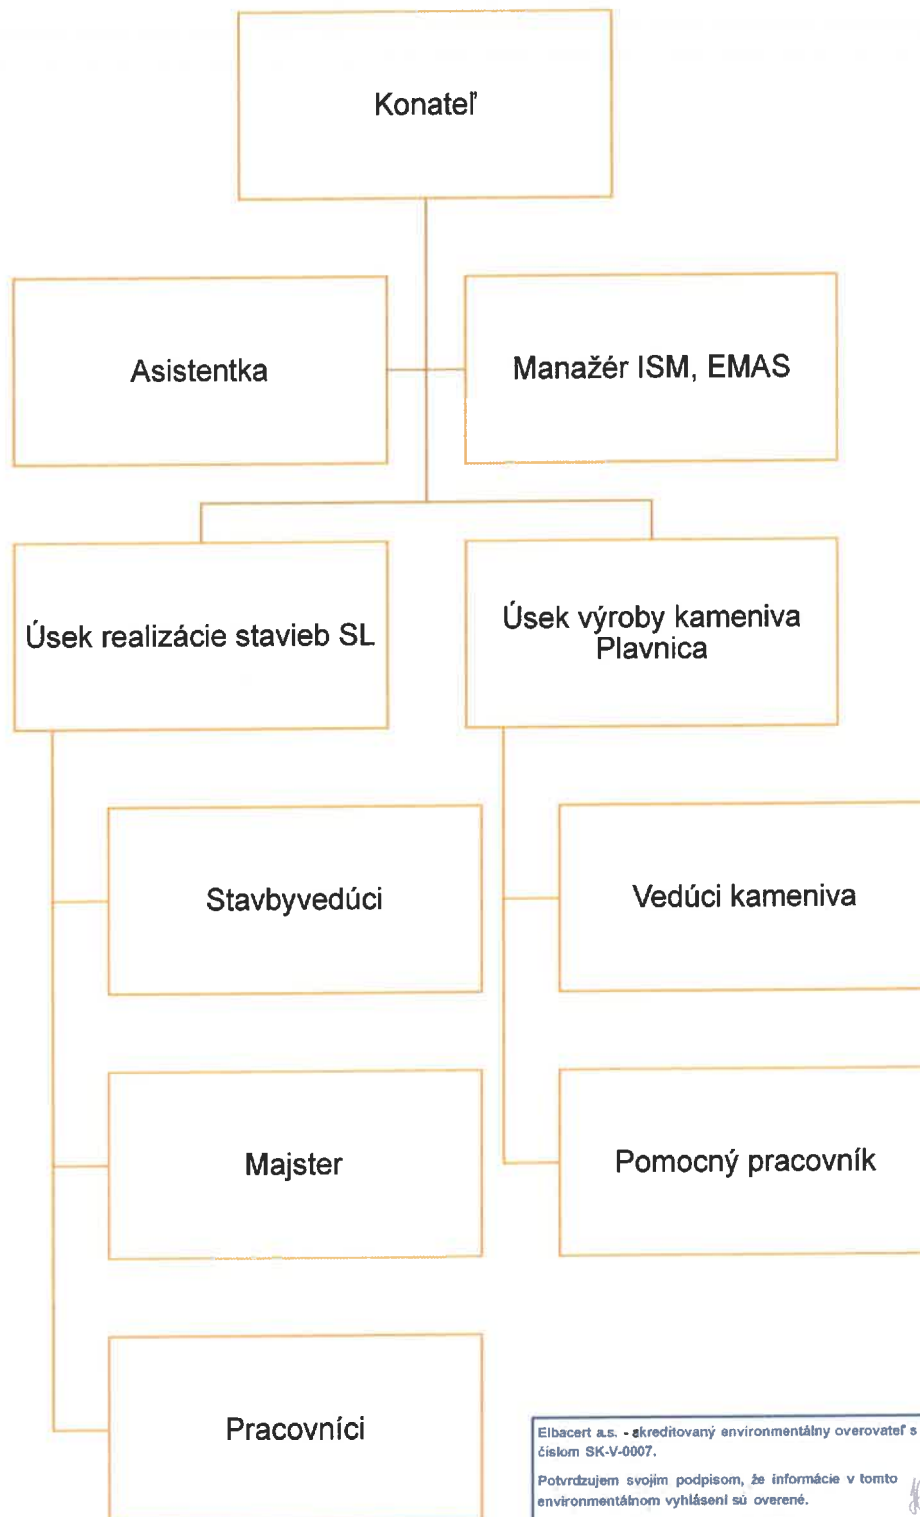 Konateľ
Asistentka
Manažér ISM, EMAS
Úsek realizácie stavieb SL
Úsek výroby kameniva
Plavnica
Stavbyvedúci
Vedúci kameniva
Majster
Pomocný pracovník
Pracovníci
Elbacert a.s. - akreditovaný environmentálny overovateľ s
číslom SK-V-0007.
Potvrdzujem svojim podpisom, že informácie v tomto
environmentálnom vyhlásení sú overené.